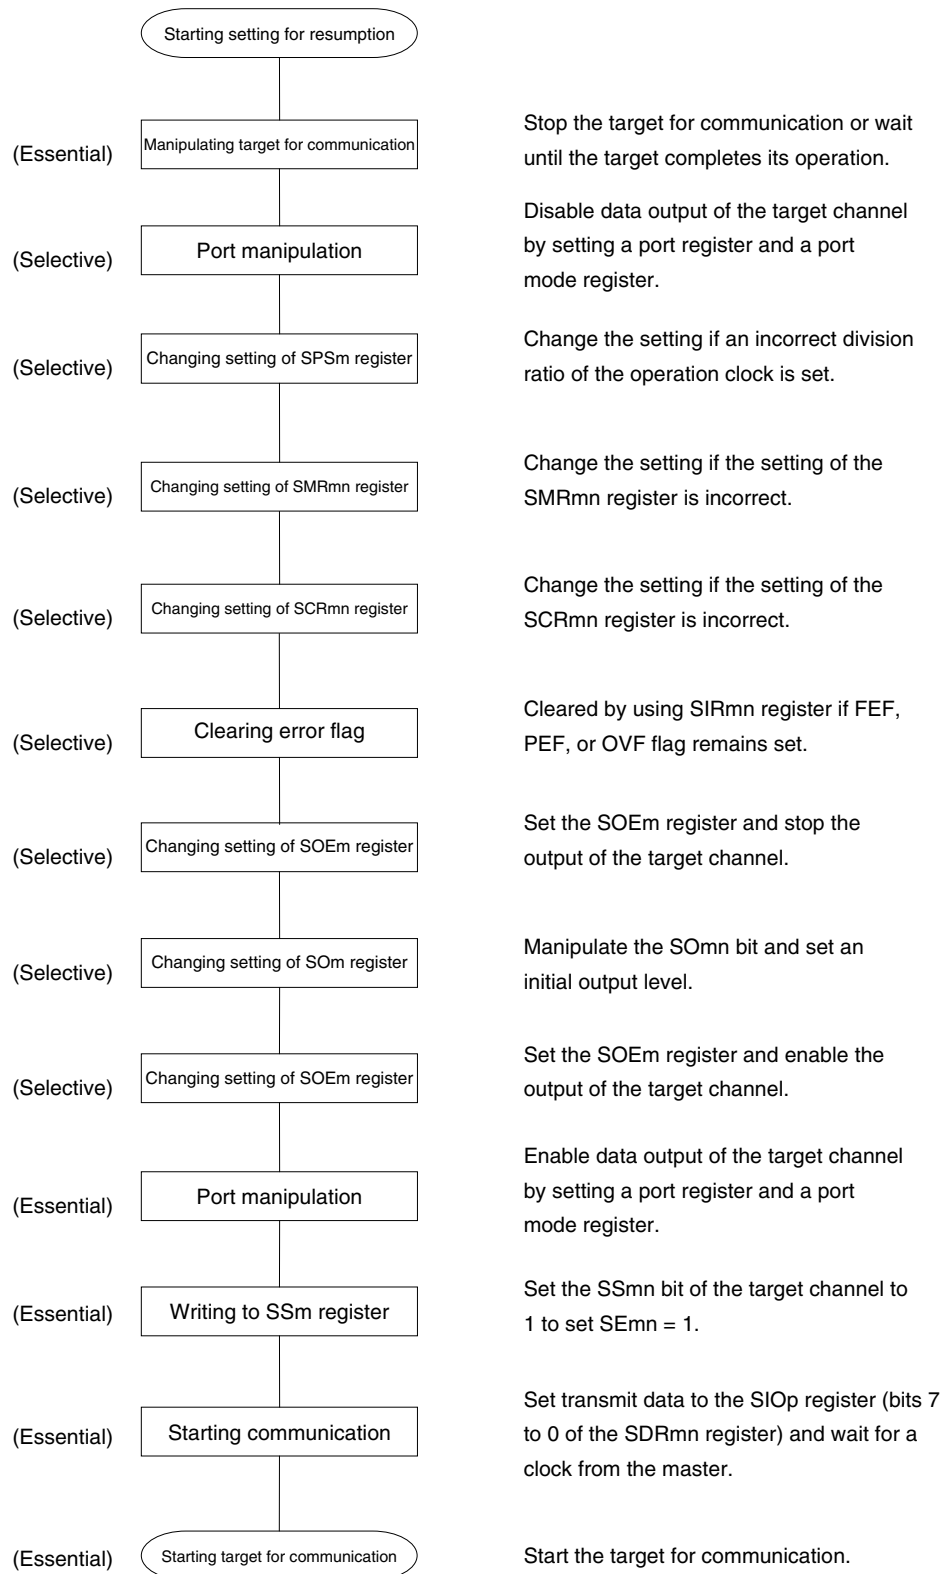 Starting setting for resumption
(Essential)
Manipulating target for communication
Stop the target for communication or wait
until the target completes its operation.
(Selective)
Port manipulation
Disable data output of the target channel
by setting a port register and a port
mode register.
(Selective)
Changing setting of SPSm register
Change the setting if an incorrect division
ratio of the operation clock is set.
(Selective)
Changing setting of SMRmn register
Change the setting if the setting of the
SMRmn register is incorrect.
(Selective)
Changing setting of SCRmn register
Change the setting if the setting of the
SCRmn register is incorrect.
(Selective)
Clearing error flag
Cleared by using SIRmn register if FEF,
PEF, or OVF flag remains set.
(Selective)
Changing setting of SOEm register
Set the SOEm register and stop the
output of the target channel.
(Selective)
Changing setting of SOm register
Manipulate the SOmn bit and set an
initial output level.
(Selective)
Changing setting of SOEm register
Set the SOEm register and enable the
output of the target channel.
(Essential)
Port manipulation
Enable data output of the target channel
by setting a port register and a port
mode register.
(Essential)
Writing to SSm register
Set the SSmn bit of the target channel to
1 to set SEmn = 1.
(Essential)
Starting communication
Set transmit data to the SIOp register (bits 7
to 0 of the SDRmn register) and wait for a
clock from the master.
(Essential)
Starting target for communication
Start the target for communication.